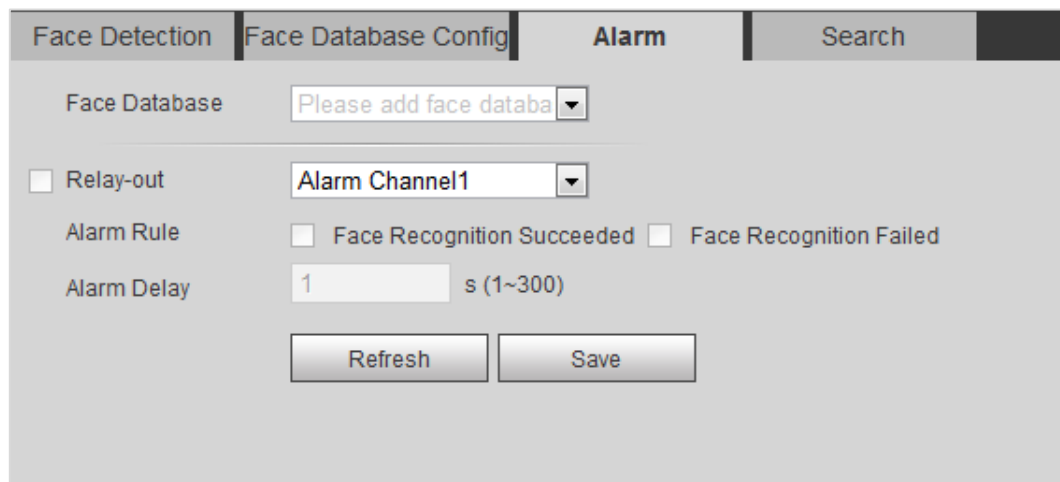 Face Detection Face Database Config Alarm Search
Face Database Please add face databa
Relay-out Alarm Channel1
Alarm Rule Face Recognition Succeeded Face Recognition Failed
Alarm Delay 1 s (1~300)
Refresh Save